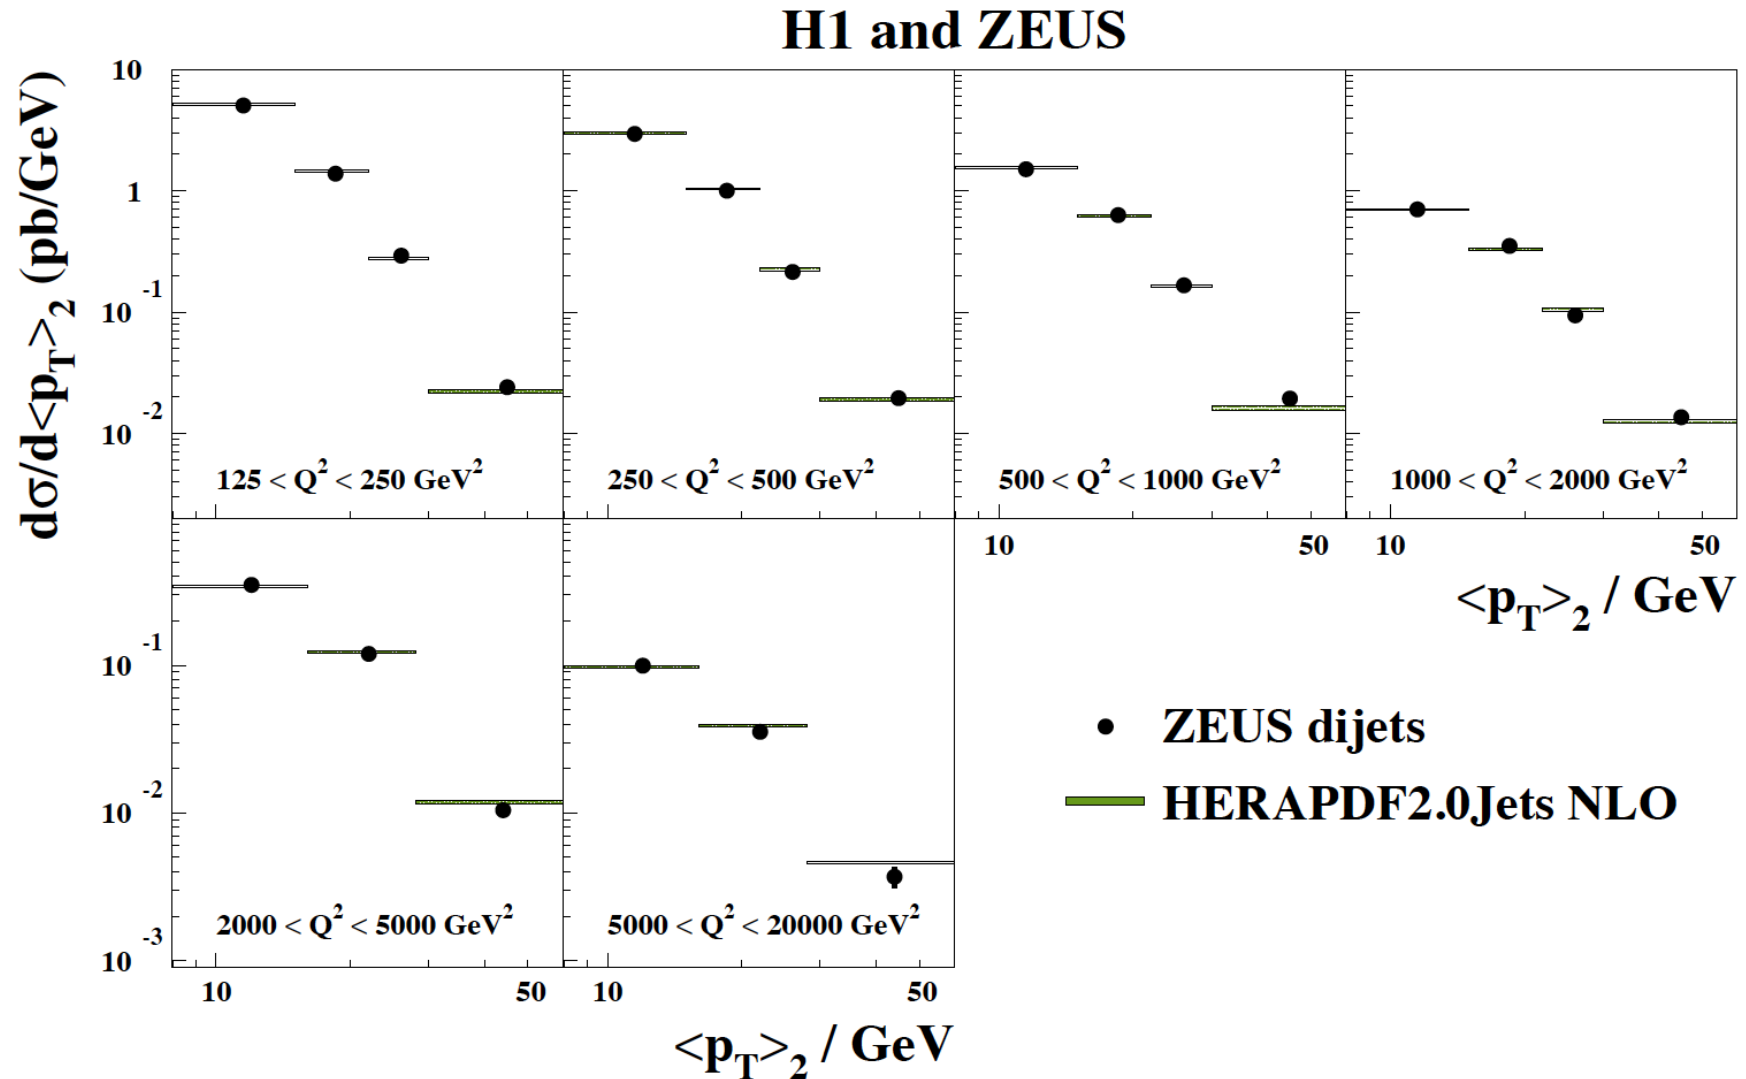 H1 and ZEUS
dσ/d<p_T>_2 (pb/GeV)
10
1
10^-1
10^-2
125 < Q^2 < 250 GeV^2
250 < Q^2 < 500 GeV^2
500 < Q^2 < 1000 GeV^2
1000 < Q^2 < 2000 GeV^2
10 50
10 50
<p_T>_2 / GeV
10^-1
10^-2
10^-3
2000 < Q^2 < 5000 GeV^2
5000 < Q^2 < 20000 GeV^2
10 50
10 50
<p_T>_2 / GeV
ZEUS dijets
HERAPDF2.0Jets NLO